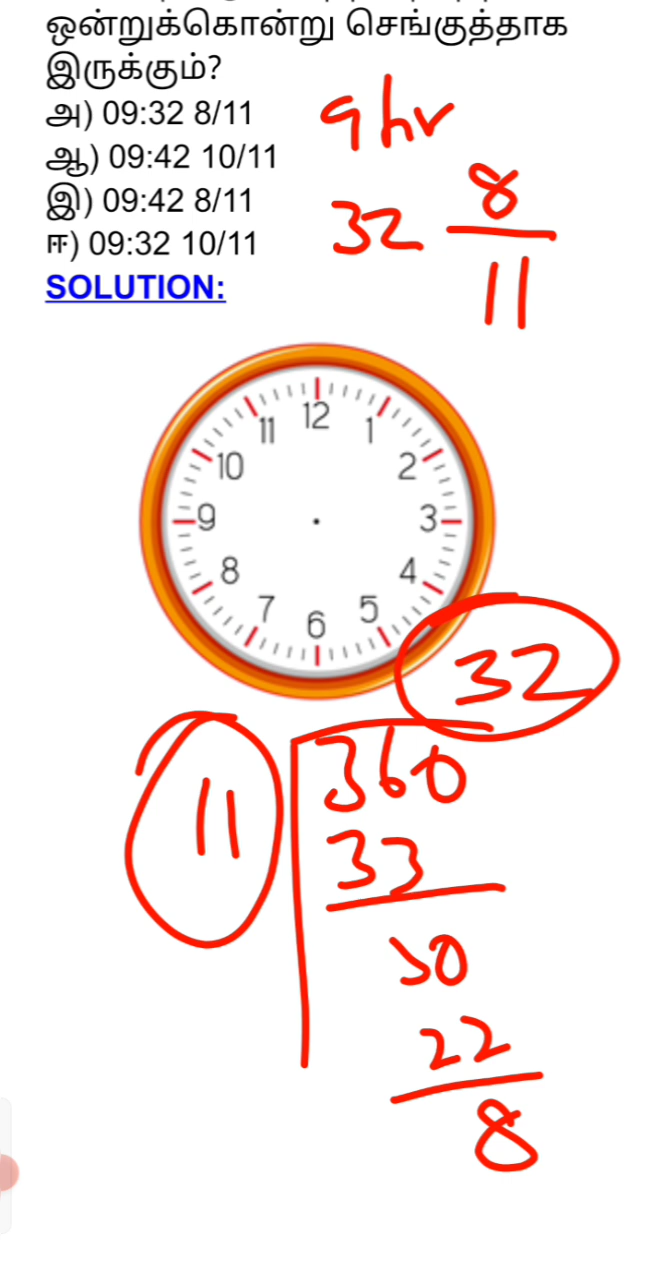 ஒன்றுக்கொன்று செங்குத்தாக
இருக்கும்?
அ) 09:32 8/11
ஆ) 09:42 10/11
இ) 09:42 8/11
ஈ) 09:32 10/11
SOLUTION:
9 hr
32 8/11
12
11 1
10 2
9 3
8 4
7 5
6
32
11 360
33
30
22
8